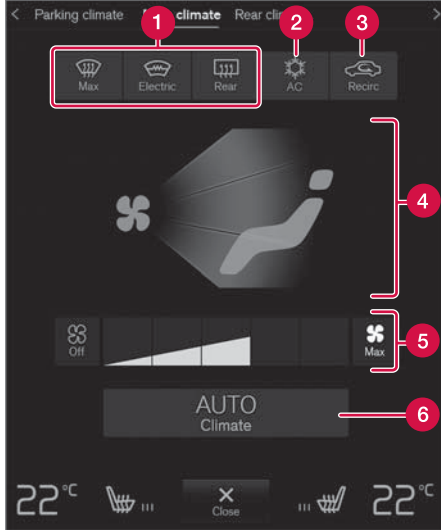 < Parking climate climate Rear cli >
1 2 3
Max Electric Rear AC Recirc
4
Off Max
5
AUTO
Climate
6
22°C 22°C
Close